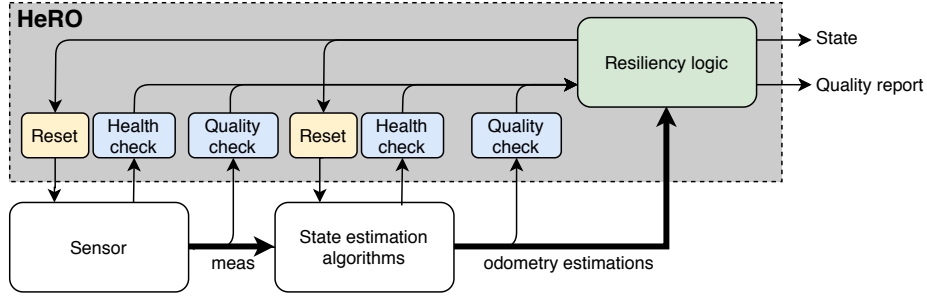 HeRO
State
Resiliency logic
Quality report
Reset
Health
check
Quality
check
Reset
Health
check
Quality
check
Sensor
meas
State estimation
algorithms
odometry estimations